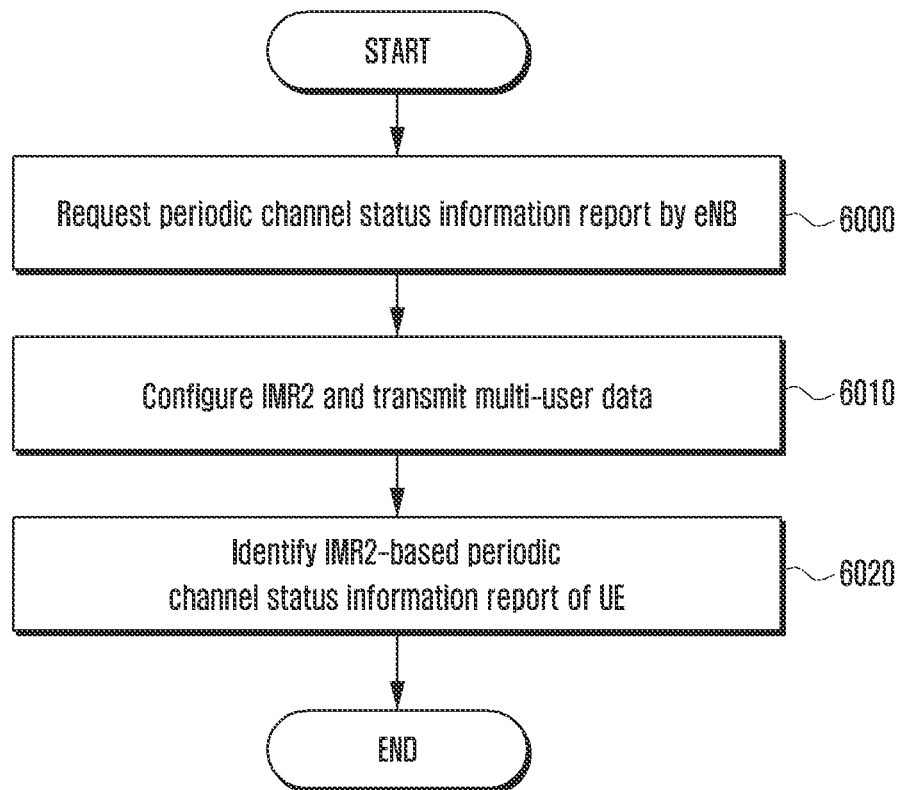 START
Request periodic channel status information report by eNB
6000
Configure IMR2 and transmit multi-user data
6010
Identify IMR2-based periodic
channel status information report of UE
6020
END